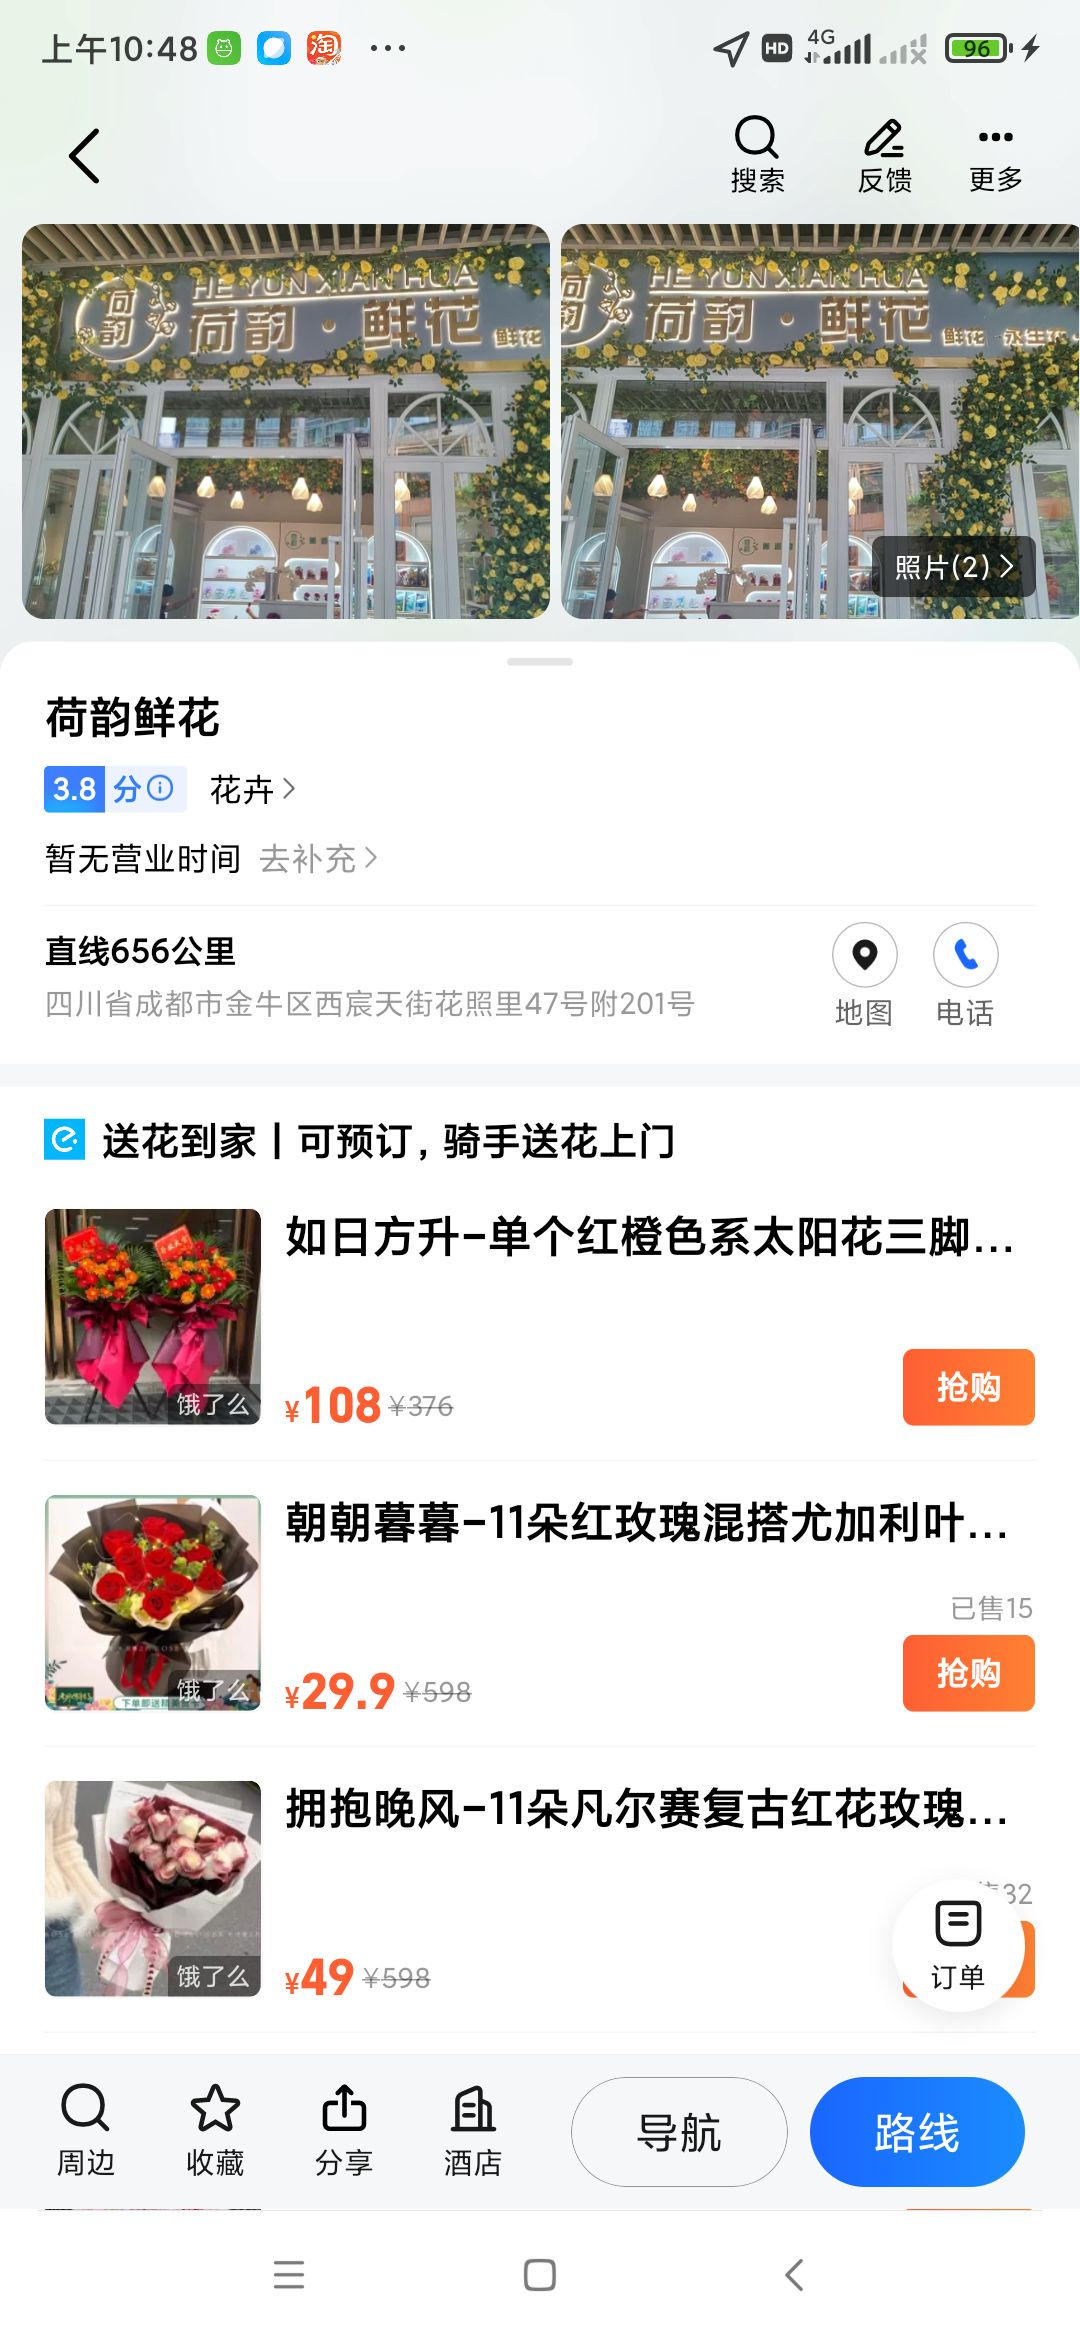 上午10:48
淘
HD
4G
96
搜索
反馈
更多
荷韵
HE YUN XIAN HUA
荷韵·鲜花
鲜花
荷韵
HE YUN XIAN HUA
荷韵·鲜花
鲜花·永生花
照片(2)
荷韵鲜花
3.8分
花卉
暂无营业时间 去补充
直线656公里
四川省成都市金牛区西宸天街花照里47号附201号
地图
电话
送花到家 | 可预订,骑手送花上门
如日方升-单个红橙色系太阳花三脚...
饿了么
¥108 ¥376
抢购
朝朝暮暮-11朵红玫瑰混搭尤加利叶...
已售15
饿了么
¥29.9 ¥598
抢购
拥抱晚风-11朵凡尔赛复古红花玫瑰...
售32
饿了么
¥49 ¥598
订单
周边
收藏
分享
酒店
导航
路线